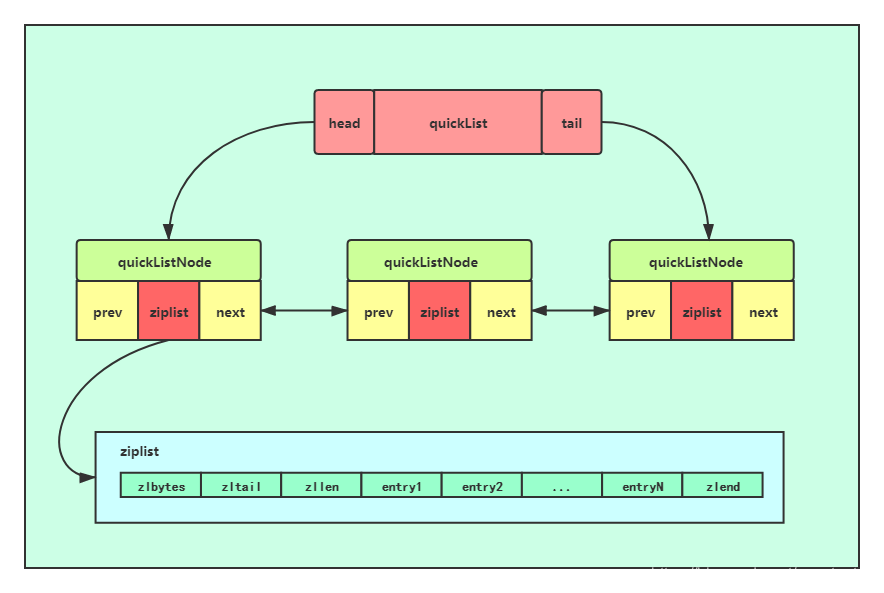 head quickList tail
quickListNode quickListNode quickListNode
prev ziplist next prev ziplist next prev ziplist next
ziplist
zlbytes zltail zllen entry1 entry2 ... entryN zlend